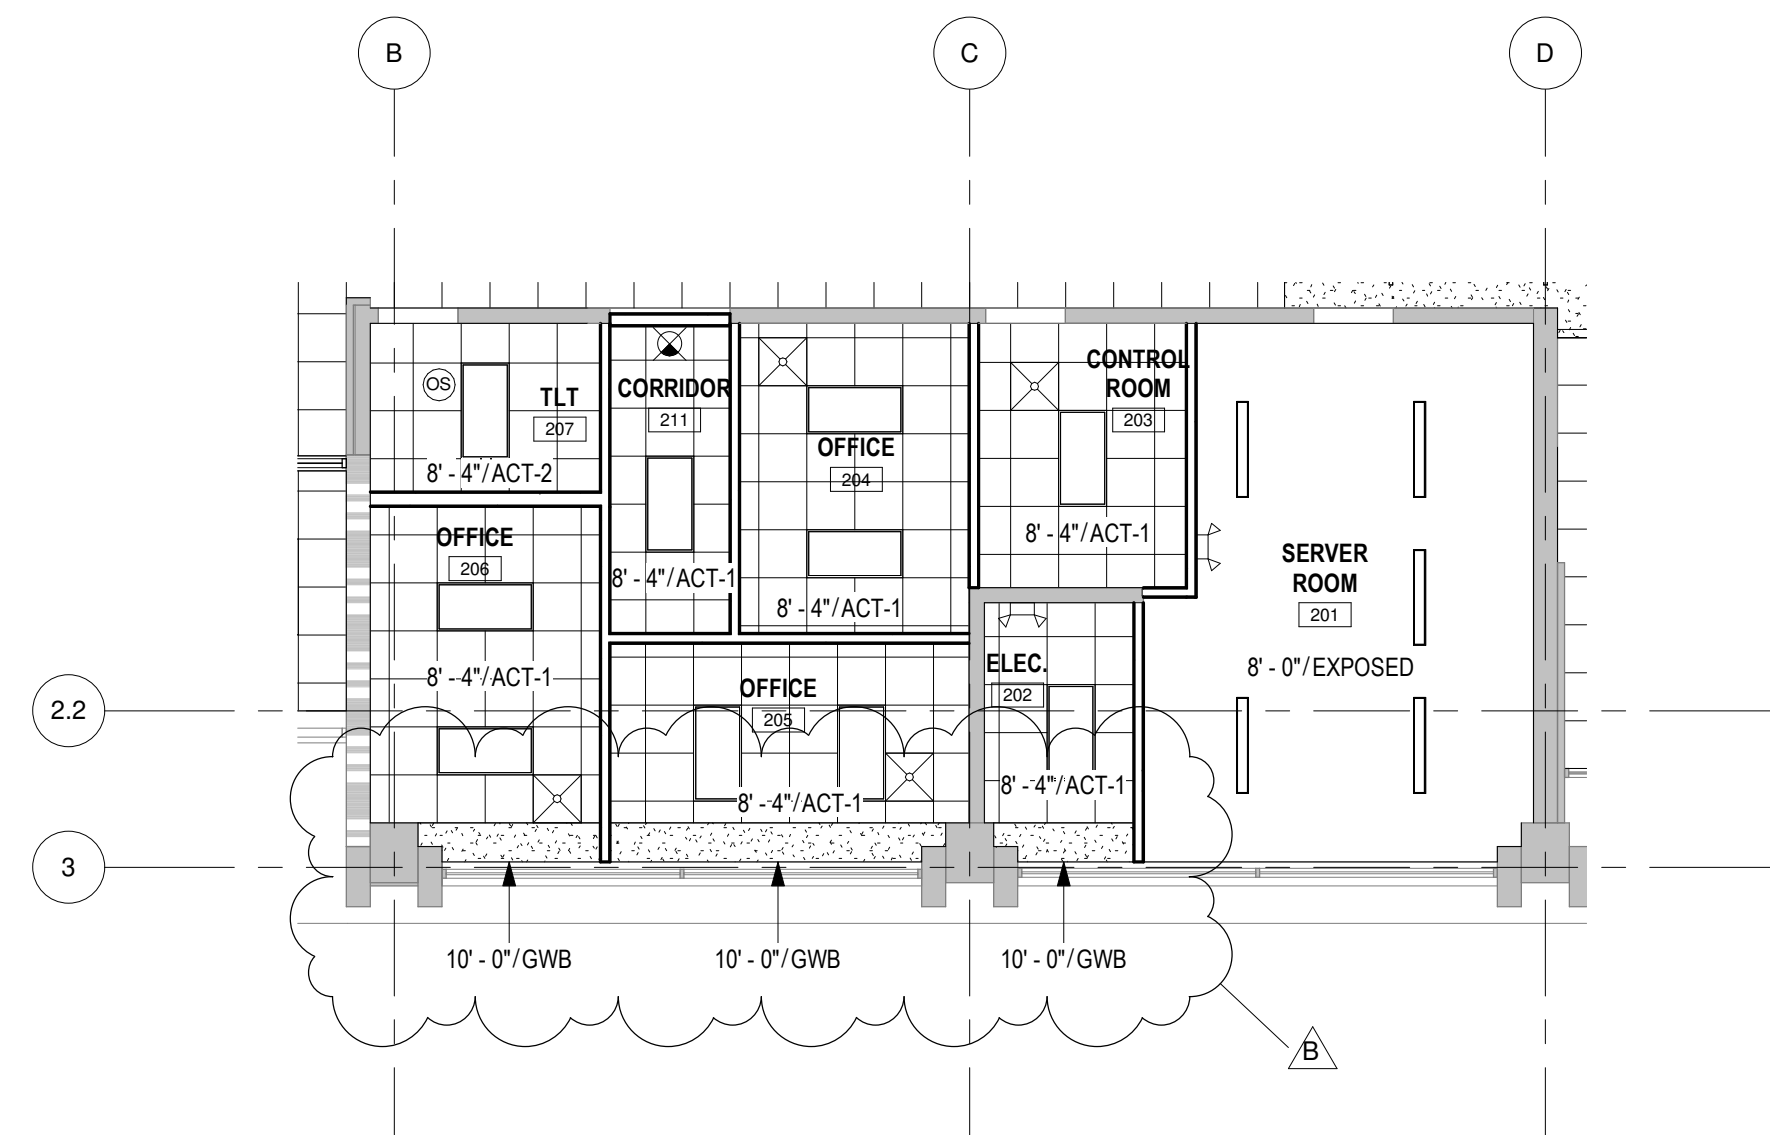 B
C
D
CONTROL
ROOM
203
8' - 4"/ACT-1
OS
TLT
207
8' - 4"/ACT-2
CORRIDOR
211
8' - 4"/ACT-1
OFFICE
204
8' - 4"/ACT-1
OFFICE
206
8' - 4"/ACT-1
SERVER
ROOM
201
8' - 0"/EXPOSED
ELEC.
202
8' - 4"/ACT-1
OFFICE
205
8' - 4"/ACT-1
2.2
3
10' - 0"/GWB
10' - 0"/GWB
10' - 0"/GWB
B